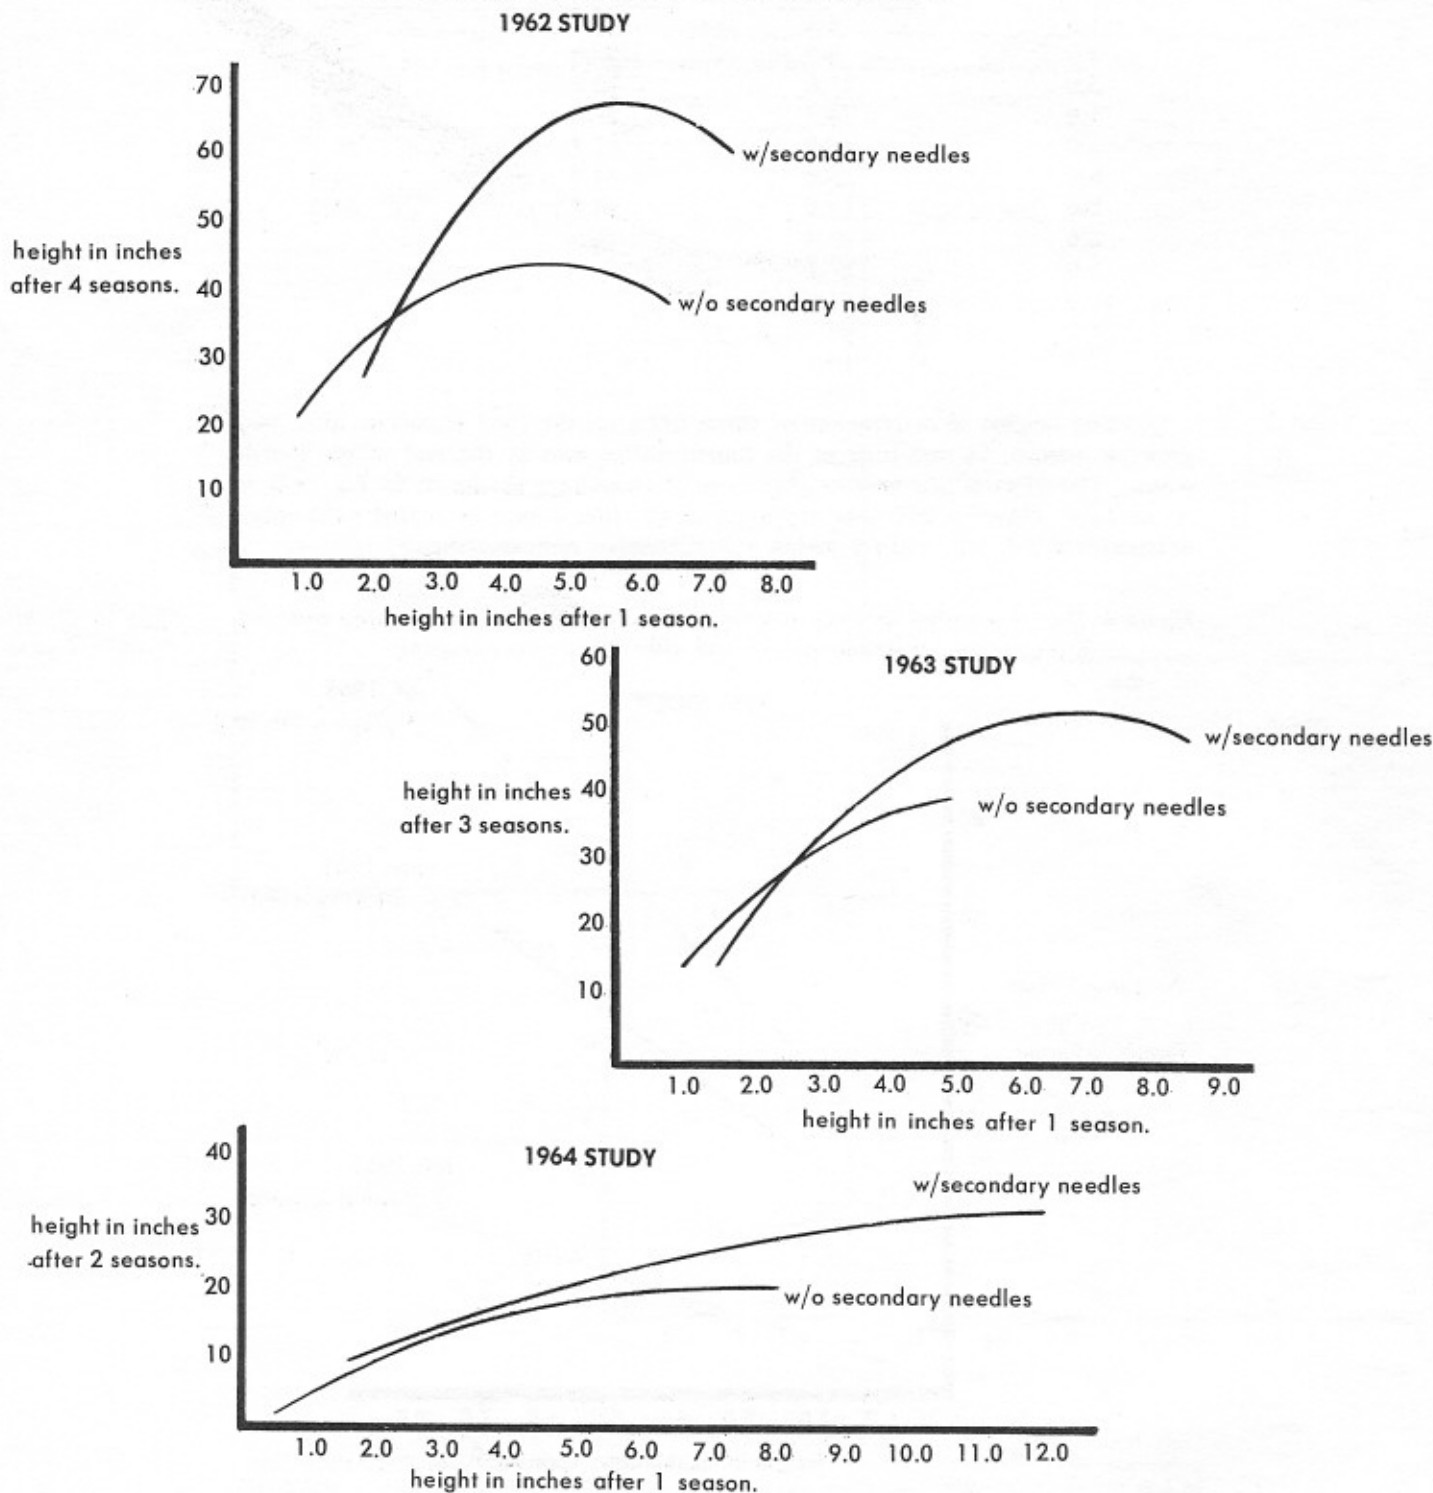 1962 STUDY
70
60
50
40
30
20
10
height in inches
after 4 seasons.
w/secondary needles
w/o secondary needles
1.0 2.0 3.0 4.0 5.0 6.0 7.0 8.0
height in inches after 1 season.
1963 STUDY
60
50
40
30
20
10
height in inches
after 3 seasons.
w/secondary needles
w/o secondary needles
1.0 2.0 3.0 4.0 5.0 6.0 7.0 8.0 9.0
height in inches after 1 season.
1964 STUDY
40
30
20
10
height in inches
after 2 seasons.
w/secondary needles
w/o secondary needles
1.0 2.0 3.0 4.0 5.0 6.0 7.0 8.0 9.0 10.0 11.0 12.0
height in inches after 1 season.